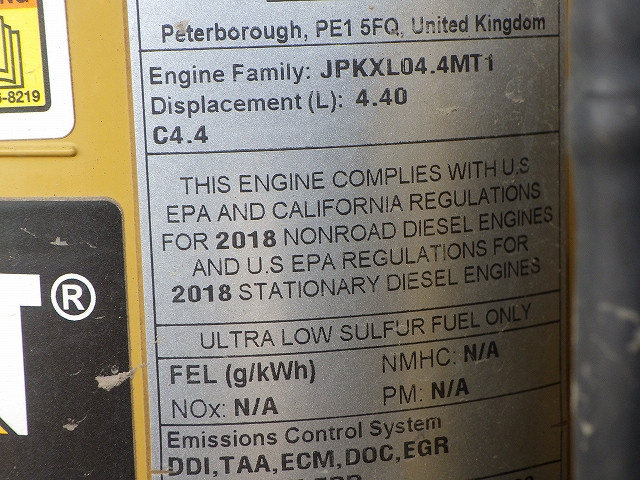 Peterborough, PE1 5FQ, United Kingdom
Engine Family: JPKXL04.4MT1
Displacement (L): 4.40
C4.4
-8219
THIS ENGINE COMPLIES WITH U.S
EPA AND CALIFORNIA REGULATIONS
FOR 2018 NONROAD DIESEL ENGINES
AND U.S EPA REGULATIONS FOR
2018 STATIONARY DIESEL ENGINES
®
ULTRA LOW SULFUR FUEL ONLY
FEL (g/kWh)
NMHC: N/A
NOx: N/A
PM: N/A
Emissions Control System
DDI,TAA,ECM,DOC,EGR